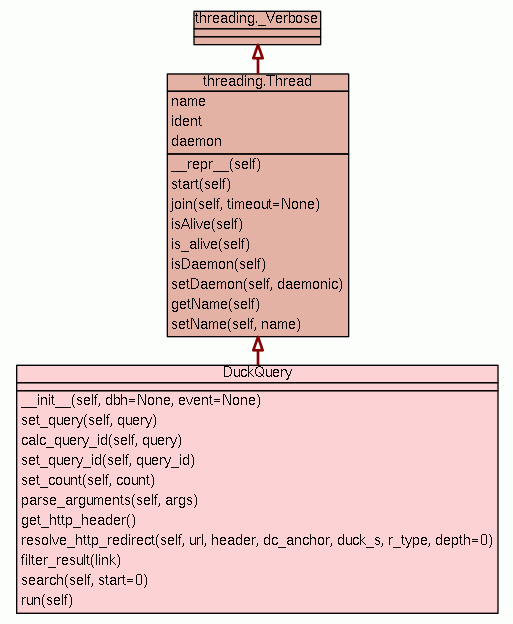 threading._Verbose
threading.Thread
name
ident
daemon
__repr__(self)
start(self)
join(self, timeout=None)
isAlive(self)
is_alive(self)
isDaemon(self)
setDaemon(self, daemonic)
getName(self)
setName(self, name)
DuckQuery
__init__(self, dbh=None, event=None)
set_query(self, query)
calc_query_id(self, query)
set_query_id(self, query_id)
set_count(self, count)
parse_arguments(self, args)
get_http_header()
resolve_http_redirect(self, url, header, dc_anchor, duck_s, r_type, depth=0)
filter_result(link)
search(self, start=0)
run(self)